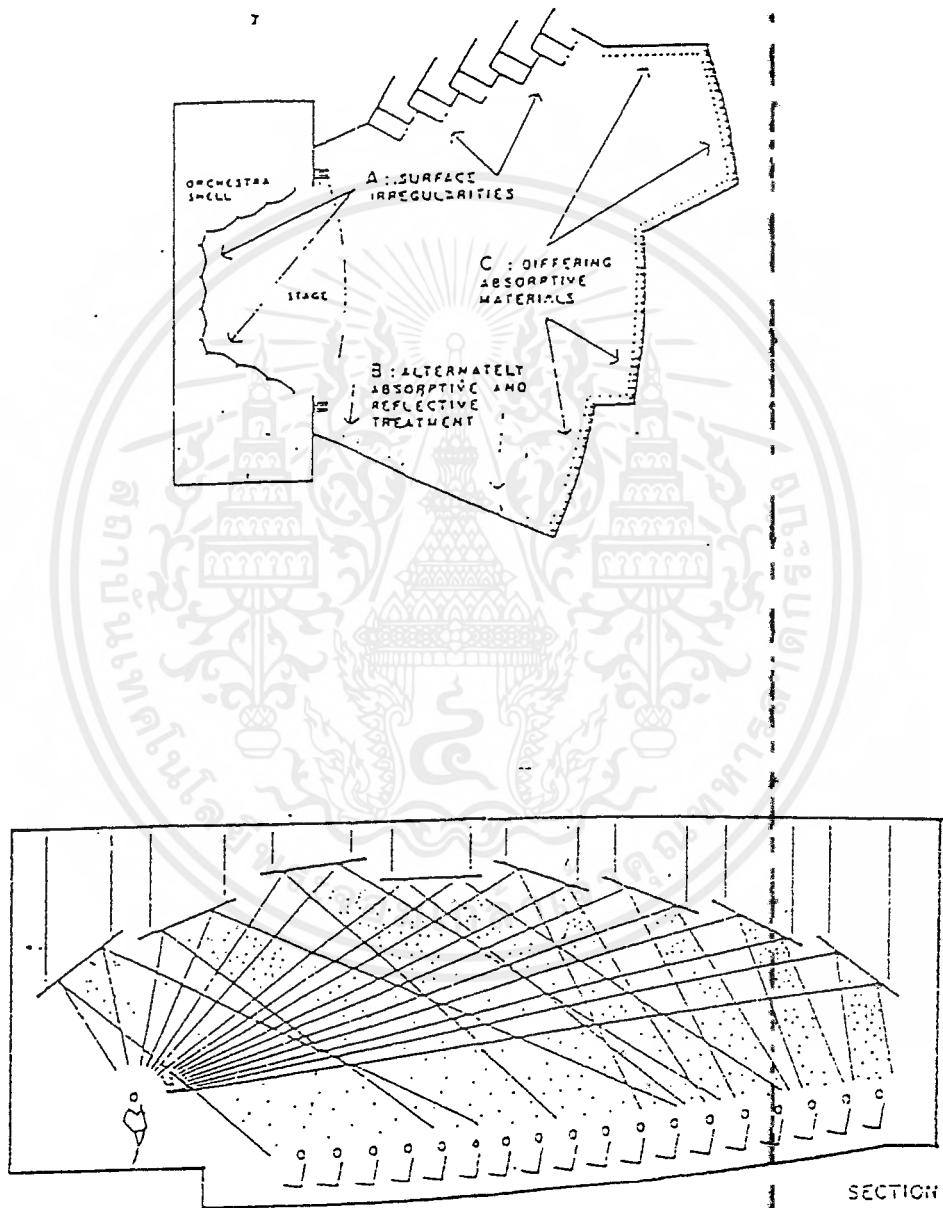 ORCHESTRA
SHELL
A : SURFACE
IRREGULARITIES
STAGE
C : DIFFERING
ABSORPTIVE
MATERIALS
B : ALTERNATELY
ABSORPTIVE AND
REFLECTIVE
TREATMENT
SECTION